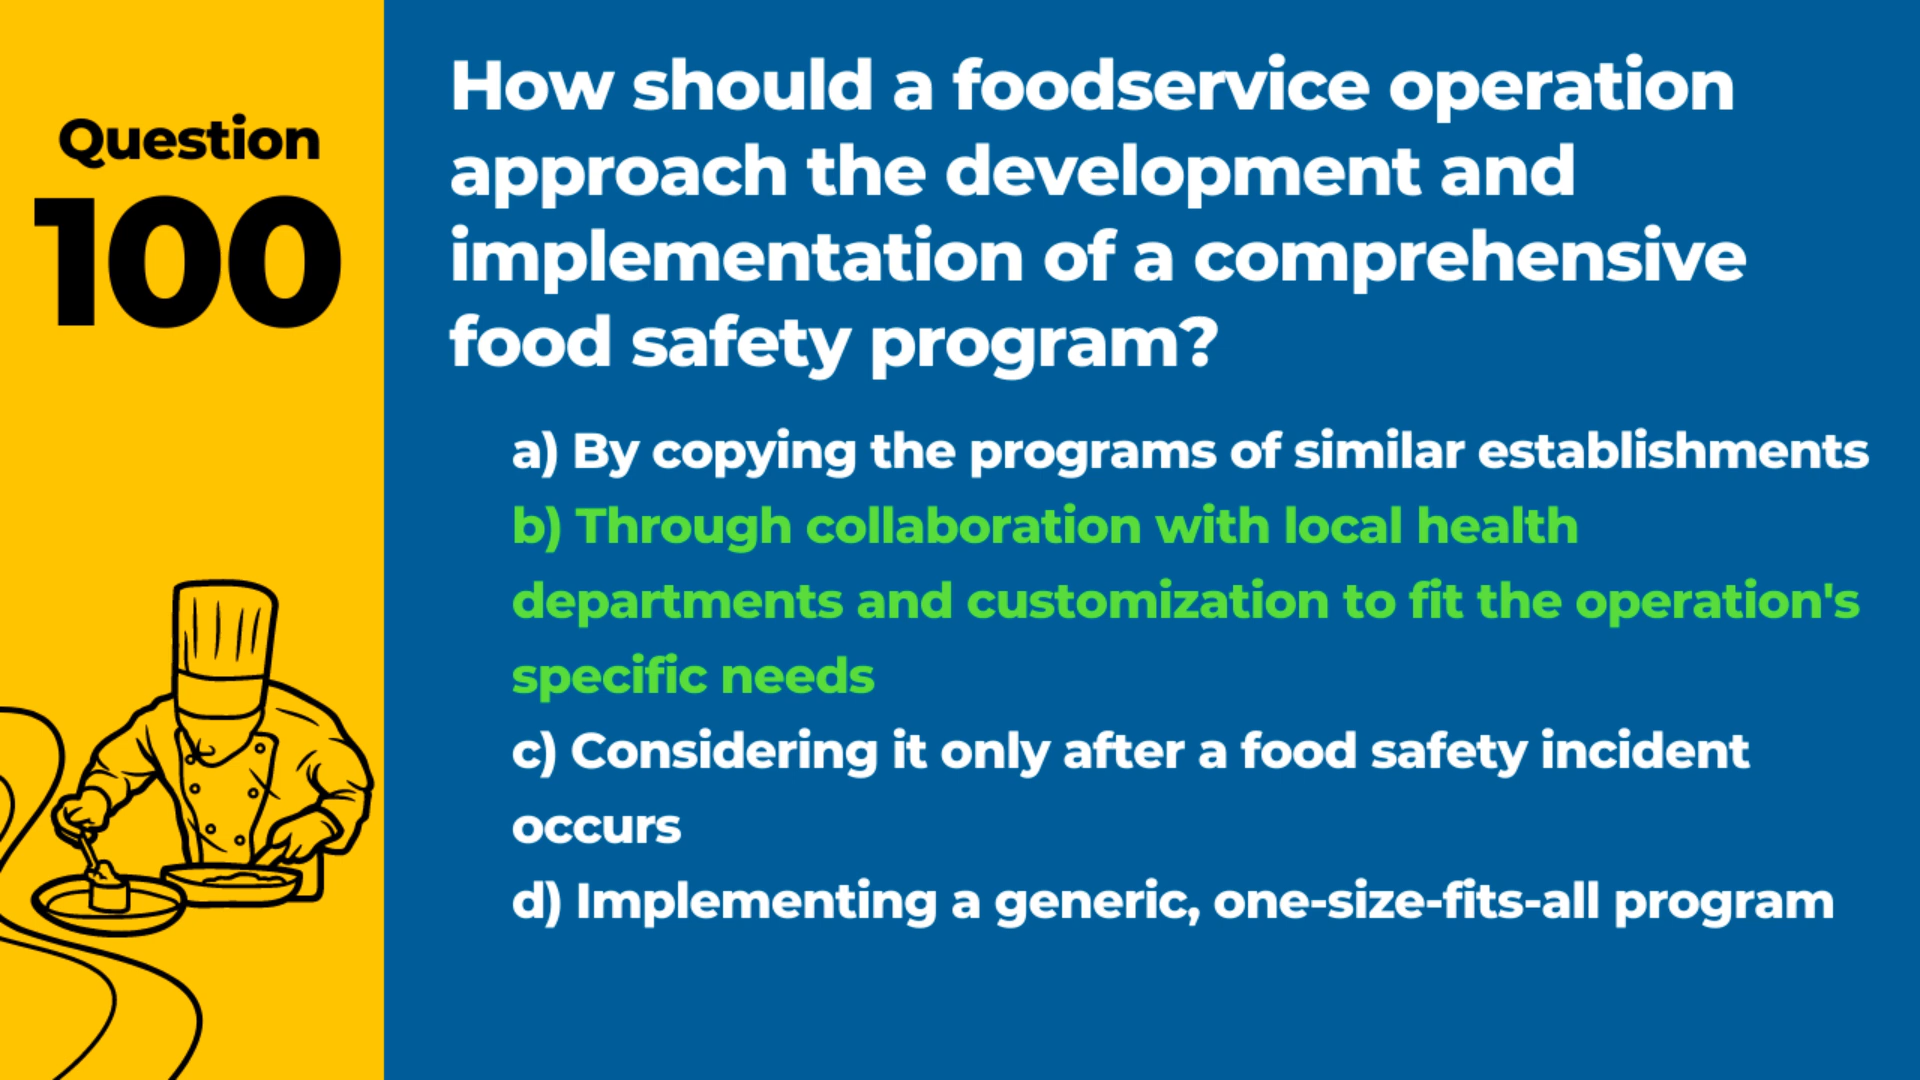 Question
100
How should a foodservice operation
approach the development and
implementation of a comprehensive
food safety program?
a) By copying the programs of similar establishments
b) Through collaboration with local health
departments and customization to fit the operation's
specific needs
c) Considering it only after a food safety incident
occurs
d) Implementing a generic, one-size-fits-all program